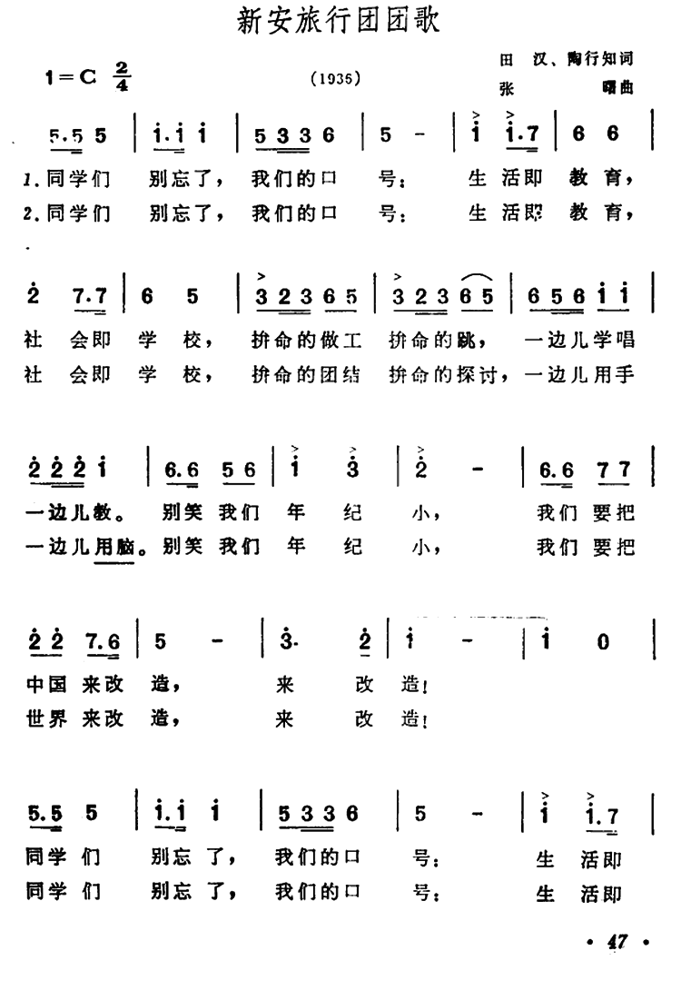 新安旅行团团歌
1=C 2/4
(1936)
田汉、陶行知词
张曙曲
5.5 5 | i.i i | 5 3 3 6 | 5 - | i i.7 | 6 6 |
1.同学们 别忘了，我们的口 号：生 活即 教 育，
2.同学们 别忘了，我们的口 号：生 活即 教 育，
2 7.7 | 6 5 | 3 2 3 6 5 | 3 2 3 6 5 | 6 5 6 i i |
社 会即 学 校，拚命的做工 拚命的跳，一边儿学唱
社 会即 学 校，拚命的团结 拚命的探讨，一边儿用手
2 2 2 i | 6.6 5 6 | i 3 | 2 - | 6.6 7 7 |
一边儿教。别笑 我们 年 纪 小，我们 要把
一边儿用脑。别笑 我们 年 纪 小，我们 要把
2 2 7.6 | 5 - | 3. 2 | i - | i 0 |
中国 来改 造，来 改 造!
世界 来改 造，来 改 造!
5.5 5 | i.i i | 5 3 3 6 | 5 - | i i.7 |
同学 们 别忘 了，我们的口 号：生 活即
同学 们 别忘 了，我们的口 号：生 活即
· 47 ·